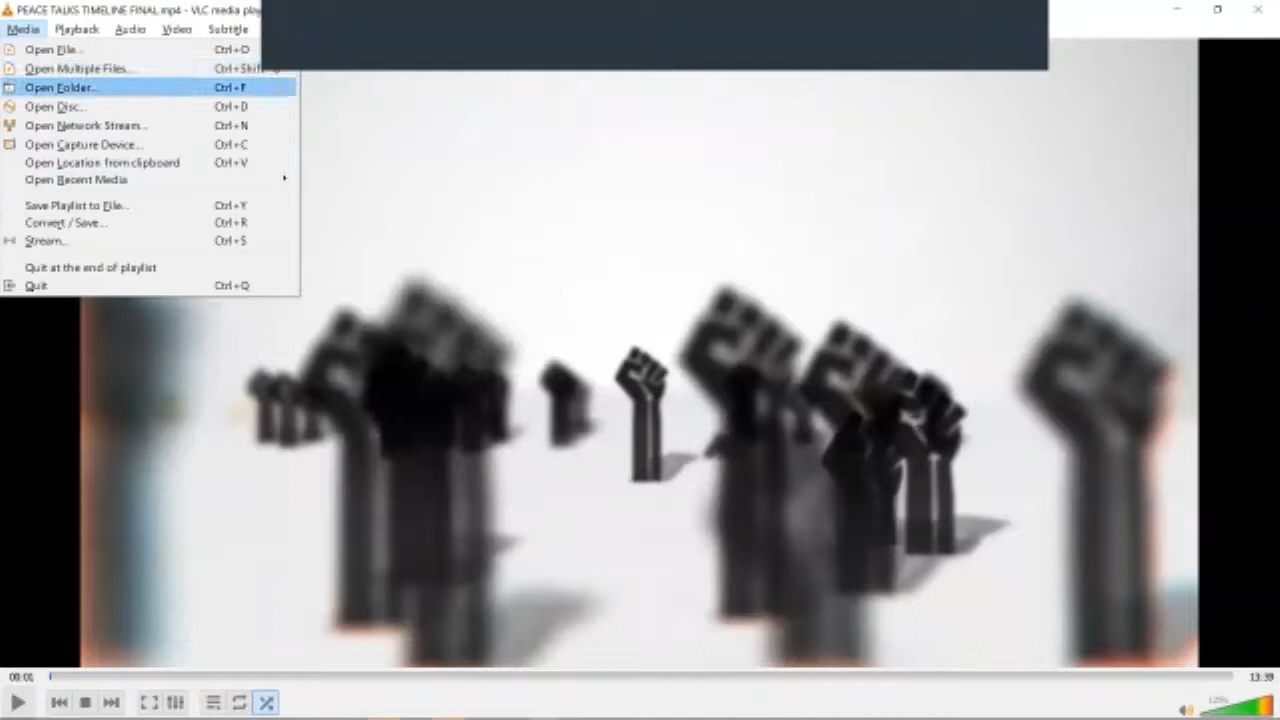 PEACE TALKS TIMELINE FINAL.mp4 - VLC media play
Media Playback Audio Video Subtitle
Open File... Ctrl+O
Open Multiple Files... Ctrl+Shift
Open Folder... Ctrl+F
Open Disc... Ctrl+D
Open Network Stream... Ctrl+N
Open Capture Device... Ctrl+C
Open Location from clipboard Ctrl+V
Open Recent Media
Save Playlist to File... Ctrl+Y
Convert / Save... Ctrl+R
Stream... Ctrl+S
Quit at the end of playlist
Quit Ctrl+Q
00:01 13:39
125%